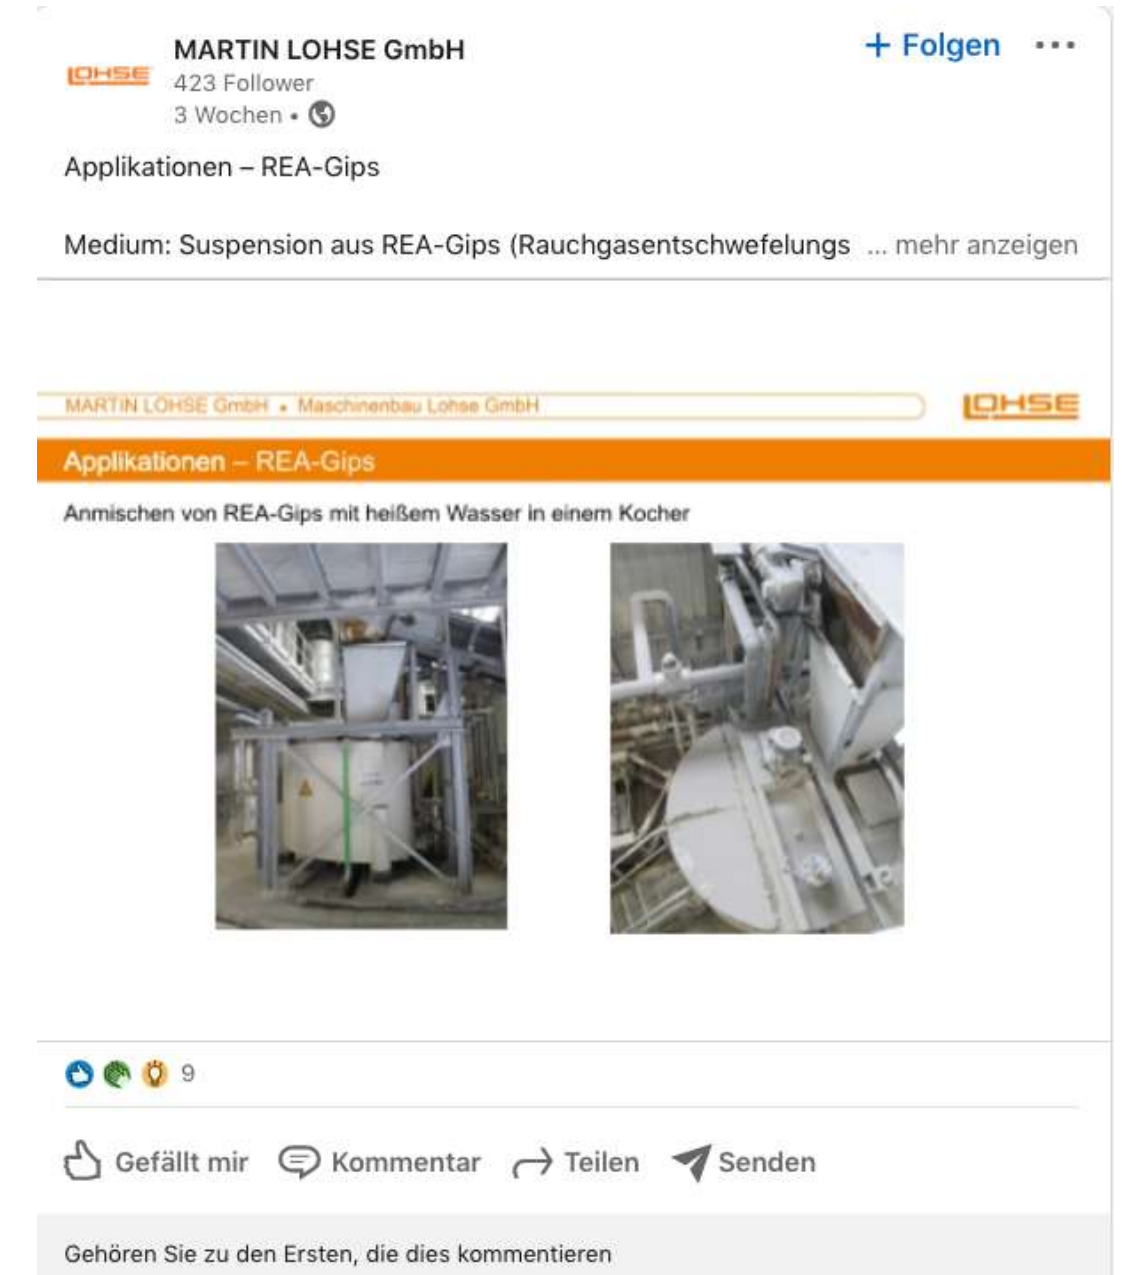 MARTIN LOHSE GmbH
+ Folgen
LOHSE
423 Follower
3 Wochen •
Applikationen – REA-Gips
Medium: Suspension aus REA-Gips (Rauchgasentschwefelungs ... mehr anzeigen
MARTIN LOHSE GmbH • Maschinenbau Lohse GmbH
LOHSE
Applikationen – REA-Gips
Anmischen von REA-Gips mit heißem Wasser in einem Kocher
9
Gefällt mir Kommentar Teilen Senden
Gehören Sie zu den Ersten, die dies kommentieren